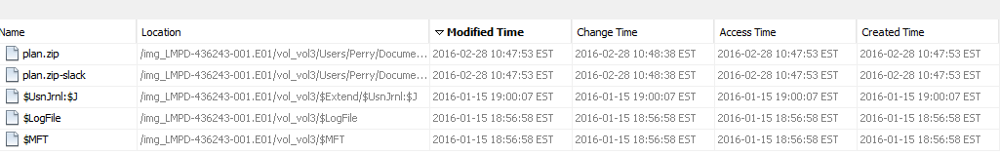 Name Location Modified Time Change Time Access Time Created Time
plan.zip /img_LMPD-436243-001.E01/vol_vol3/Users/Perry/Docume... 2016-02-28 10:47:53 EST 2016-02-28 10:48:38 EST 2016-02-28 10:47:53 EST 2016-02-28 10:47:53 EST
plan.zip-slack /img_LMPD-436243-001.E01/vol_vol3/Users/Perry/Docume... 2016-02-28 10:47:53 EST 2016-02-28 10:48:38 EST 2016-02-28 10:47:53 EST 2016-02-28 10:47:53 EST
$UsnJrnl:$J /img_LMPD-436243-001.E01/vol_vol3/$Extend/$UsnJrnl:$J 2016-01-15 19:00:07 EST 2016-01-15 19:00:07 EST 2016-01-15 19:00:07 EST 2016-01-15 19:00:07 EST
$LogFile /img_LMPD-436243-001.E01/vol_vol3/$LogFile 2016-01-15 18:56:58 EST 2016-01-15 18:56:58 EST 2016-01-15 18:56:58 EST 2016-01-15 18:56:58 EST
$MFT /img_LMPD-436243-001.E01/vol_vol3/$MFT 2016-01-15 18:56:58 EST 2016-01-15 18:56:58 EST 2016-01-15 18:56:58 EST 2016-01-15 18:56:58 EST